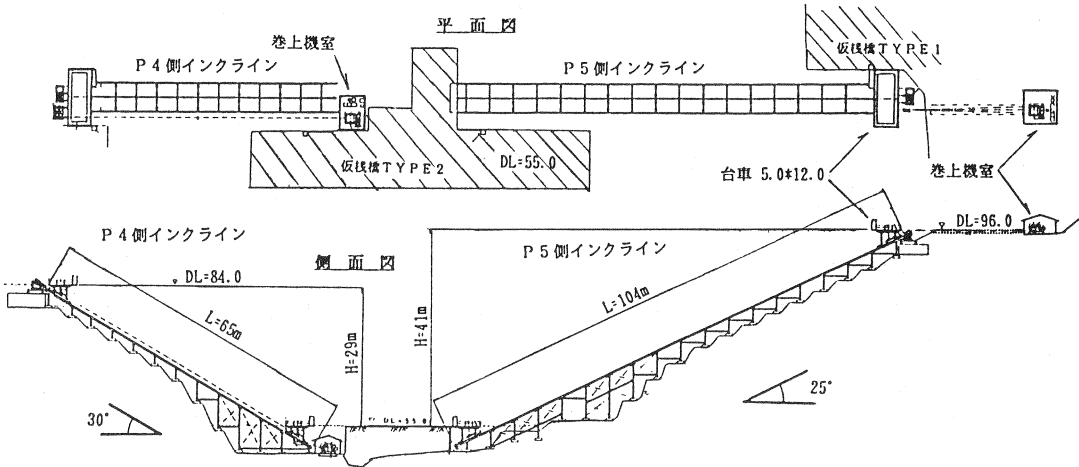 平面図
巻上機室
P4側インクライン
P5側インクライン
仮桟橋TYPE1
仮桟橋TYPE2
DL=55.0
台車 5.0*12.0
巻上機室
P4側インクライン
側面図
P5側インクライン
DL=96.0
DL=84.0
L=65m
H=29m
H=41m
L=104m
DL=55.0
30°
25°